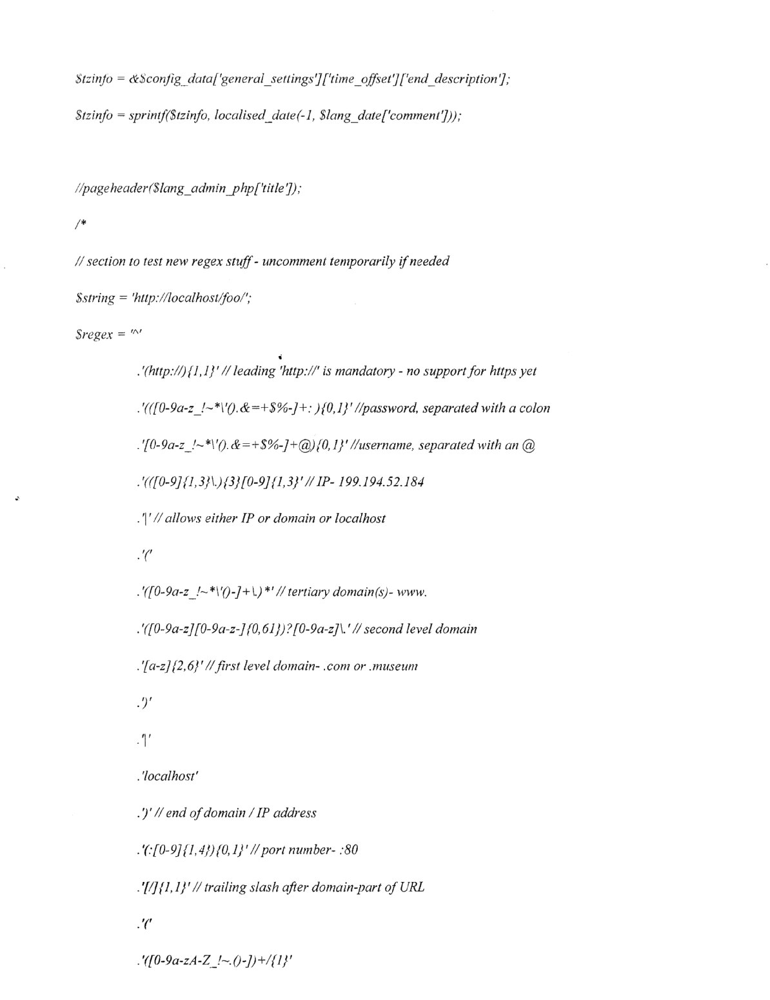 $tzinfo = &$config_data['general_settings']['time_offset']['end_description'];
$tzinfo = sprintf($tzinfo, localised_date(-1, $lang_date['comment']));
//pageheader($lang_admin_php['title']);
/*
// section to test new regex stuff - uncomment temporarily if needed
$string = 'http://localhost/foo/';
$regex = '^'
.'(http://){1,1}' // leading 'http://' is mandatory - no support for https yet
.'(([0-9a-z_!~*\'().&=+$%-]+: ){0,1}' //password, separated with a colon
.'[0-9a-z_!~*\'().&=+$%-]+@){0,1}' //username, separated with an @
.'(([0-9]{1,3}\.){3}[0-9]{1,3}' // IP- 199.194.52.184
.'|' // allows either IP or domain or localhost
.'('
.'([0-9a-z_!~*\'()-]+\.)*' // tertiary domain(s)- www.
.'([0-9a-z][0-9a-z-]{0,61})?[0-9a-z]\.' // second level domain
.'[a-z]{2,6}' // first level domain- .com or .museum
.')'
.'|'
.'localhost'
.')' // end of domain / IP address
.'(:[0-9]{1,4}){0,1}' // port number- :80
.'[/]{1,1}' // trailing slash after domain-part of URL
.'('
.'([0-9a-zA-Z_!~.()-])+/{1}'